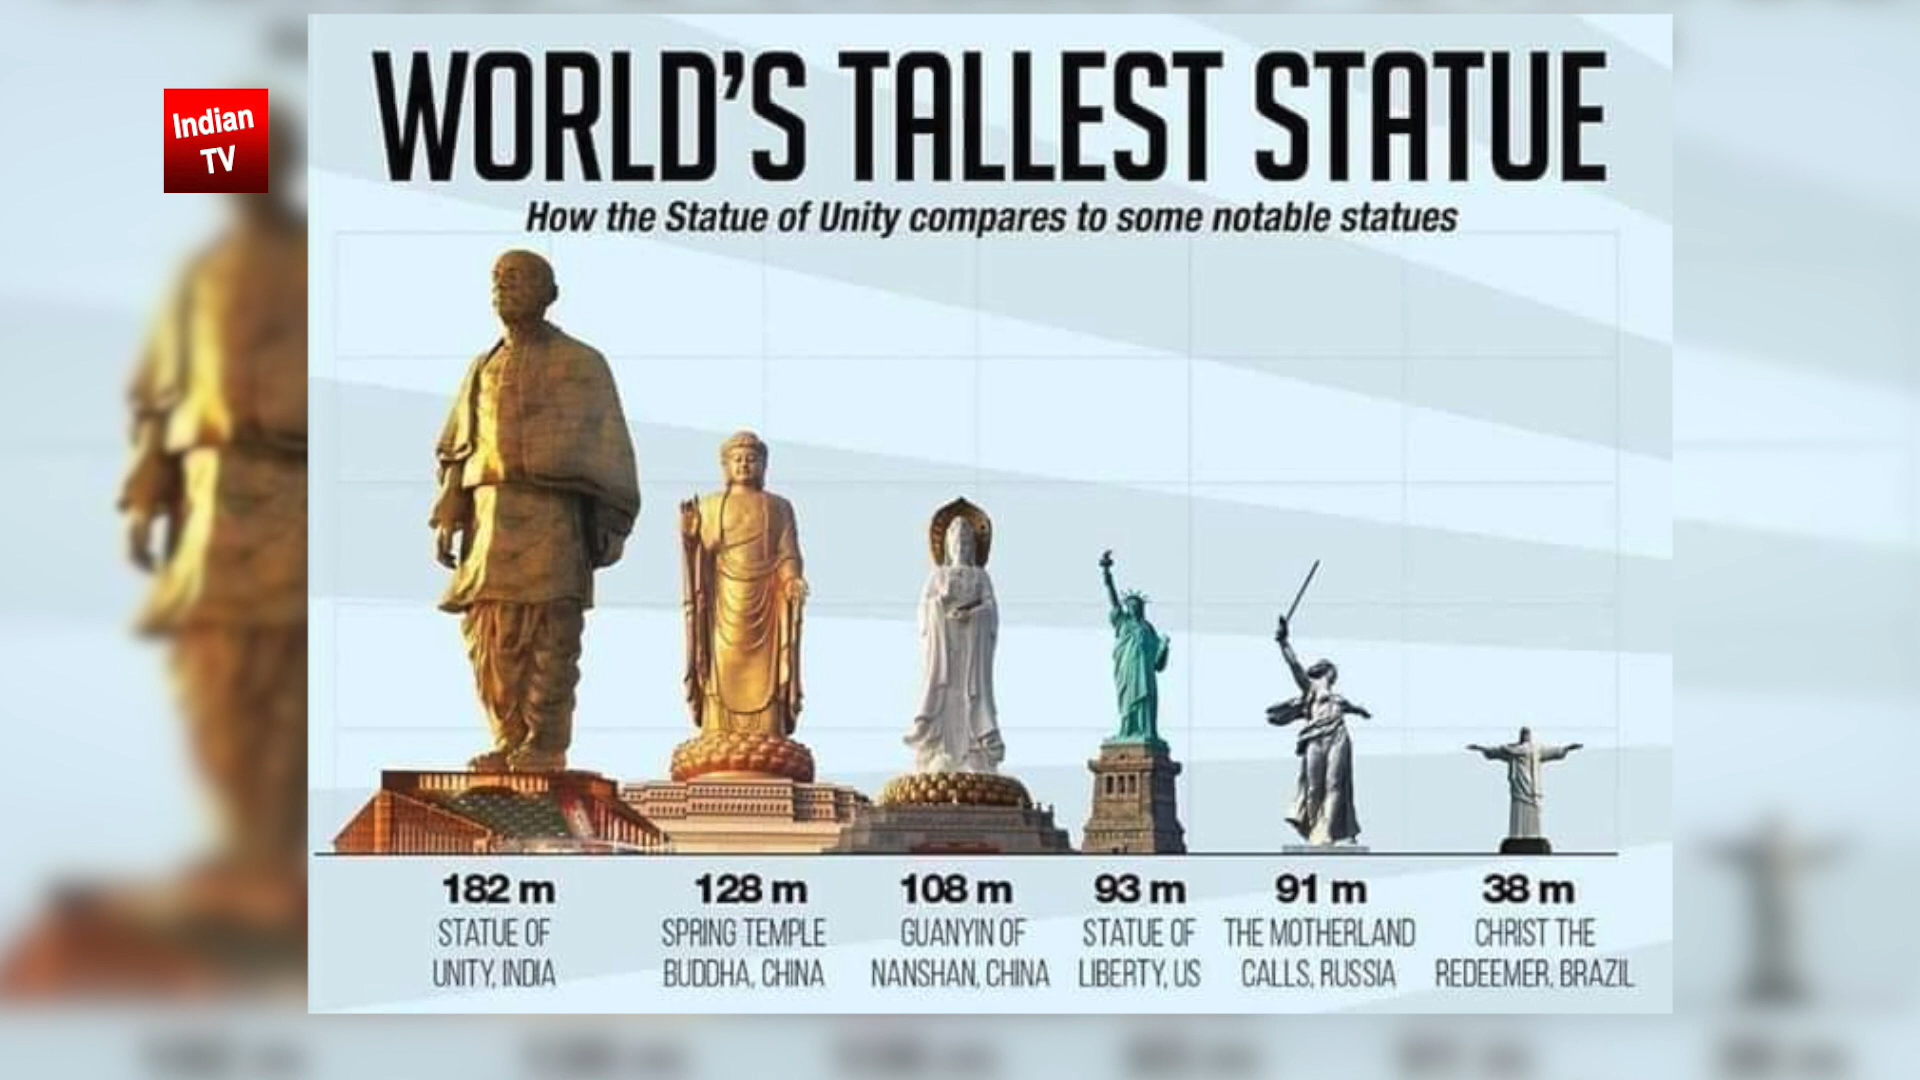 Indian
TV
WORLD'S TALLEST STATUE
How the Statue of Unity compares to some notable statues
182 m
STATUE OF
UNITY, INDIA
128 m
SPRING TEMPLE
BUDDHA, CHINA
108 m
GUANYIN OF
NANSHAN, CHINA
93 m
STATUE OF
LIBERTY, US
91 m
THE MOTHERLAND
CALLS, RUSSIA
38 m
CHRIST THE
REDEEMER, BRAZIL